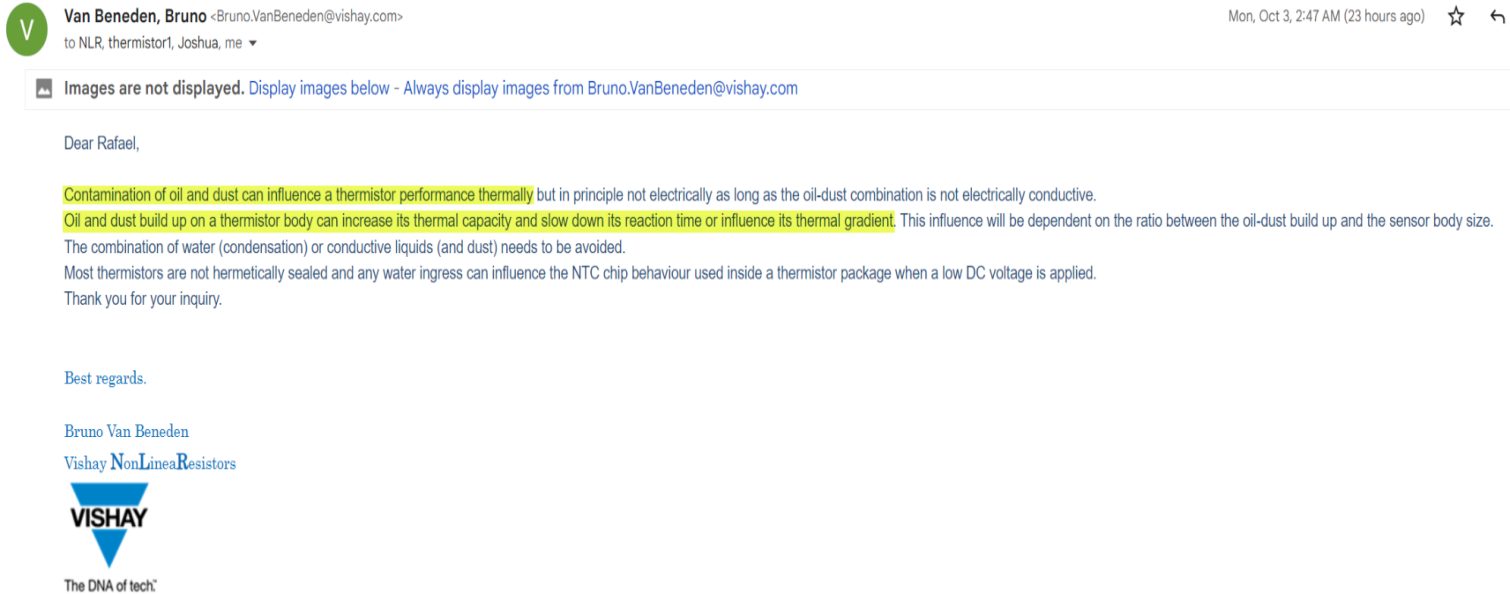 V
Van Beneden, Bruno <Bruno.VanBeneden@vishay.com>
Mon, Oct 3, 2:47 AM (23 hours ago)
to NLR, thermistor1, Joshua, me
Images are not displayed. Display images below - Always display images from Bruno.VanBeneden@vishay.com
Dear Rafael,
Contamination of oil and dust can influence a thermistor performance thermally but in principle not electrically as long as the oil-dust combination is not electrically conductive.
Oil and dust build up on a thermistor body can increase its thermal capacity and slow down its reaction time or influence its thermal gradient. This influence will be dependent on the ratio between the oil-dust build up and the sensor body size.
The combination of water (condensation) or conductive liquids (and dust) needs to be avoided.
Most thermistors are not hermetically sealed and any water ingress can influence the NTC chip behaviour used inside a thermistor package when a low DC voltage is applied.
Thank you for your inquiry.
Best regards.
Bruno Van Beneden
Vishay NonLineaResistors
VISHAY
The DNA of tech.™